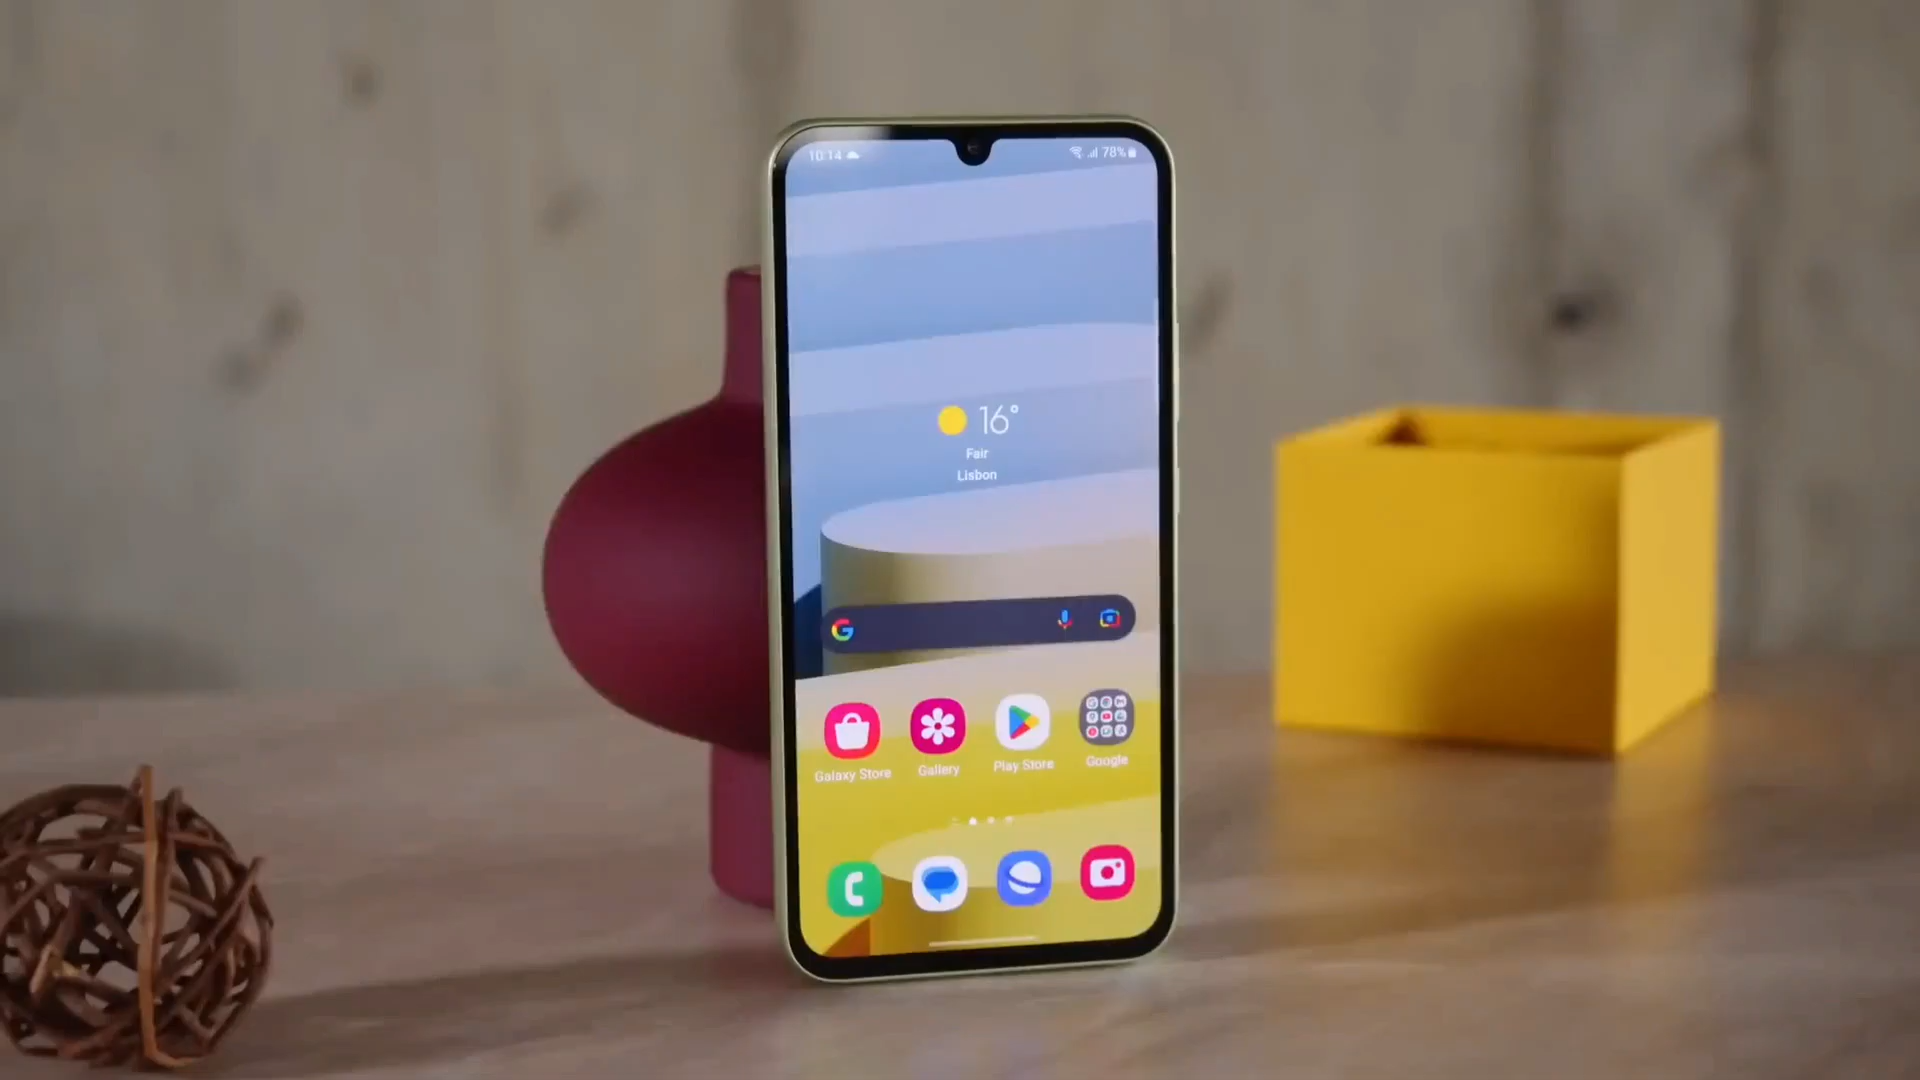 10:14
78%
16°
Fair
Lisbon
Galaxy Store
Gallery
Play Store
Google